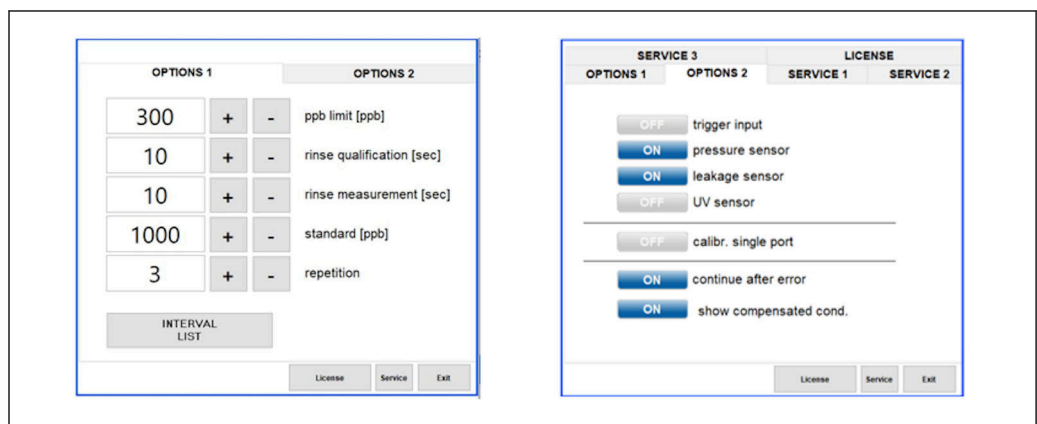 OPTIONS 1 OPTIONS 2
300 + - ppb limit [ppb]
10 + - rinse qualification [sec]
10 + - rinse measurement [sec]
1000 + - standard [ppb]
3 + - repetition
INTERVAL
LIST
License Service Exit
SERVICE 3 LICENSE
OPTIONS 1 OPTIONS 2 SERVICE 1 SERVICE 2
OFF trigger input
ON pressure sensor
ON leakage sensor
OFF UV sensor
OFF calibr. single port
ON continue after error
ON show compensated cond.
License Service Exit